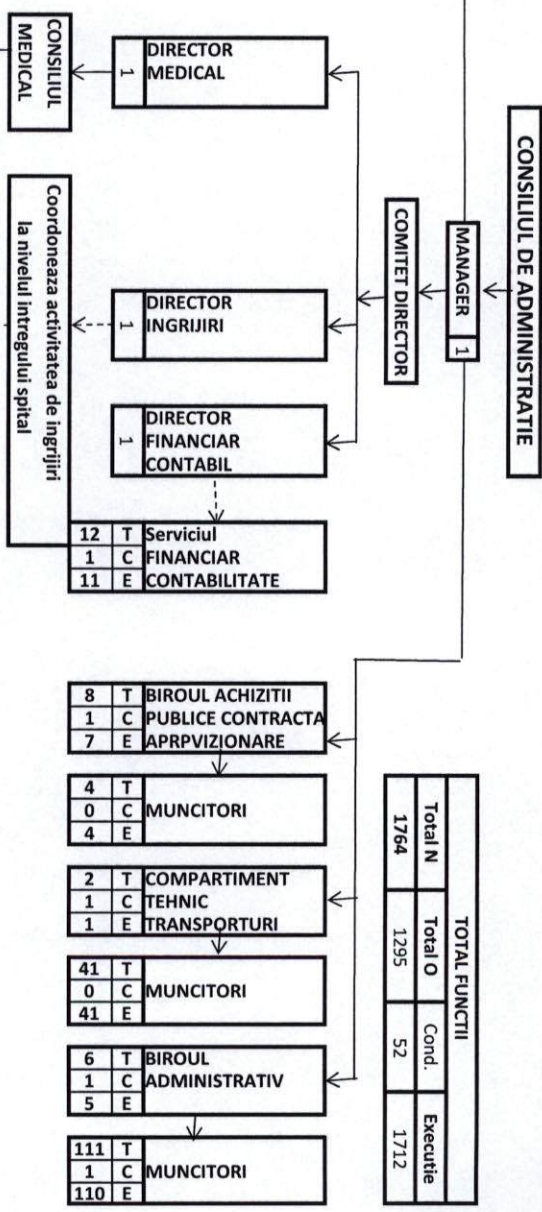 CONSILIUL DE ADMINISTRATIE
MANAGER 1
COMITET DIRECTOR
DIRECTOR
MEDICAL
1
CONSILIUL
MEDICAL
DIRECTOR
INGRIJIRI
1
Coordoneaza activitatea de ingrijiri
la nivelul intregului spital
DIRECTOR
FINANCIAR
CONTABIL
1
12 T Serviciul
1 C FINANCIAR
11 E CONTABILITATE
8 T BIROUL ACHIZITII
1 C PUBLICE CONTRACTA
7 E APRPVIZIONARE
4 T
0 C MUNCITORI
4 E
2 T COMPARTIMENT
1 C TEHNIC
1 E TRANSPORTURI
41 T
0 C MUNCITORI
41 E
6 T BIROUL
1 C ADMINISTRATIV
5 E
111 T
1 C MUNCITORI
110 E
TOTAL FUNCTII
Total N Total O Cond. Executie
1764 1295 52 1712